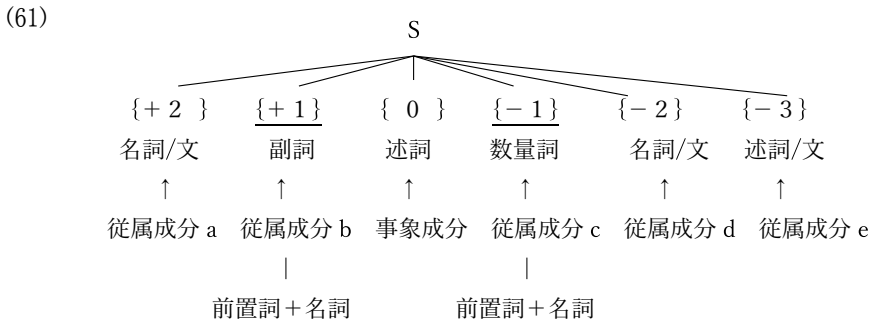 (61)
S
{+2 } {+1} { 0 } {-1} {-2} {-3}
名詞/文 副詞 述詞 数量詞 名詞/文 述詞/文
↑ ↑ ↑ ↑ ↑ ↑
従属成分 a 従属成分 b 事象成分 従属成分 c 従属成分 d 従属成分 e
前置詞+名詞 前置詞+名詞